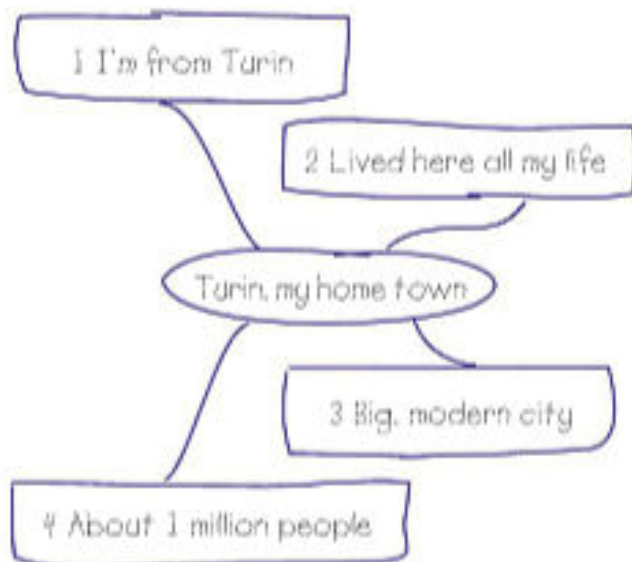 1 I'm from Turin
2 Lived here all my life
Turin, my home town
3 Big, modern city
4 About 1 million people